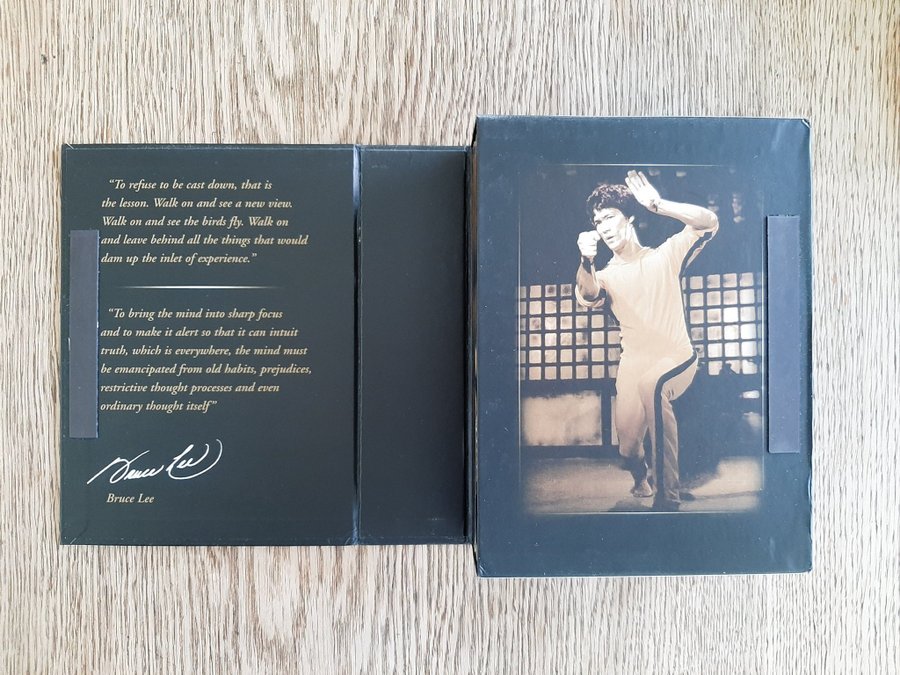 “To refuse to be cast down, that is
the lesson. Walk on and see a new view.
Walk on and see the birds fly. Walk on
and leave behind all the things that would
dam up the inlet of experience.”
“To bring the mind into sharp focus
and to make it alert so that it can intuit
truth, which is everywhere, the mind must
be emancipated from old habits, prejudices,
restrictive thought processes and even
ordinary thought itself”
Bruce Lee
Bruce Lee